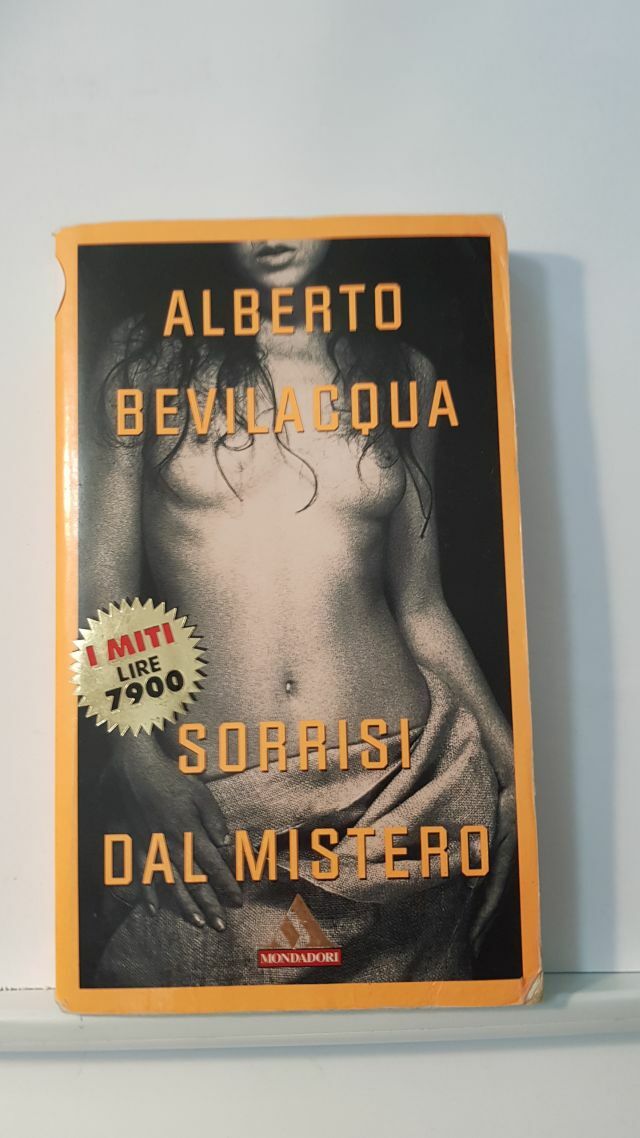 ALBERTO
BEVILACQUA
I MITI
LIRE
7900
SORRISI
DAL MISTERO
MONDADORI